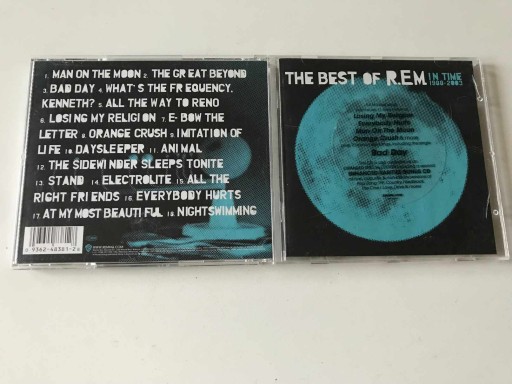 1. MAN ON THE MOON 2. THE GREAT BEYOND
3. BAD DAY 4. WHAT'S THE FREQUENCY,
KENNETH? 5. ALL THE WAY TO RENO
6. LOSING MY RELIGION 7. E-BOW THE
LETTER 8. ORANGE CRUSH 9. IMITATION OF
LIFE 10. DAYSLEEPER 11. ANIMAL
12. THE SIDEWINDER SLEEPS TONITE
13. STAND 14. ELECTROLITE 15. ALL THE
RIGHT FRIENDS 16. EVERYBODY HURTS
17. AT MY MOST BEAUTIFUL 18. NIGHTSWIMMING
9362-48381-2
THE BEST OF R.E.M.
IN TIME
1988-2003
Losing My Religion
Everybody Hurts
Man On The Moon
Orange Crush & more
Bad Day